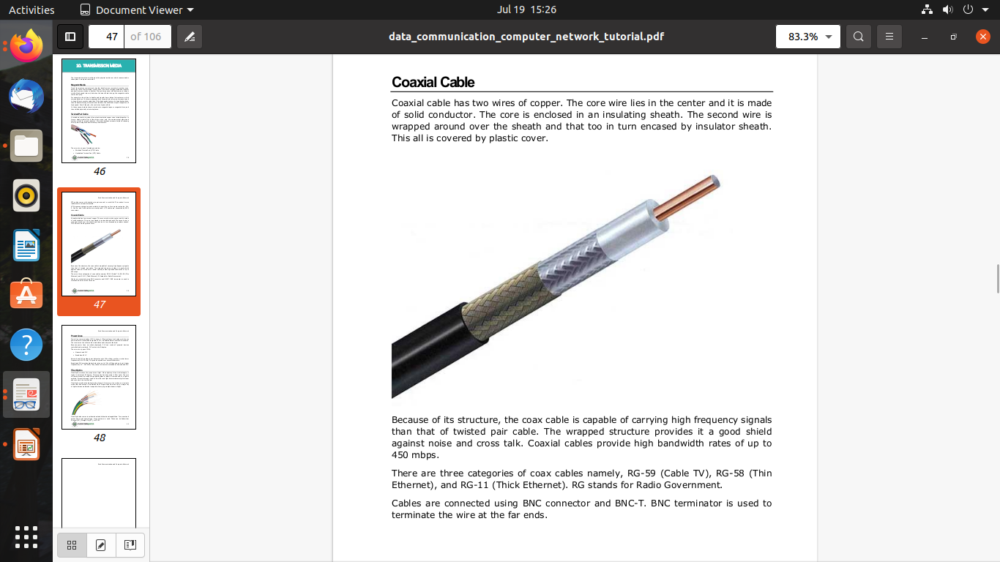 Activities
Document Viewer
Jul 19 15:26
47
of 106
data_communication_computer_network_tutorial.pdf
83.3%
10. TRANSMISSION MEDIA
46
47
48
Coaxial Cable
Coaxial cable has two wires of copper. The core wire lies in the center and it is made
of solid conductor. The core is enclosed in an insulating sheath. The second wire is
wrapped around over the sheath and that too in turn encased by insulator sheath.
This all is covered by plastic cover.
Because of its structure, the coax cable is capable of carrying high frequency signals
than that of twisted pair cable. The wrapped structure provides it a good shield
against noise and cross talk. Coaxial cables provide high bandwidth rates of up to
450 mbps.
There are three categories of coax cables namely, RG-59 (Cable TV), RG-58 (Thin
Ethernet), and RG-11 (Thick Ethernet). RG stands for Radio Government.
Cables are connected using BNC connector and BNC-T. BNC terminator is used to
terminate the wire at the far ends.